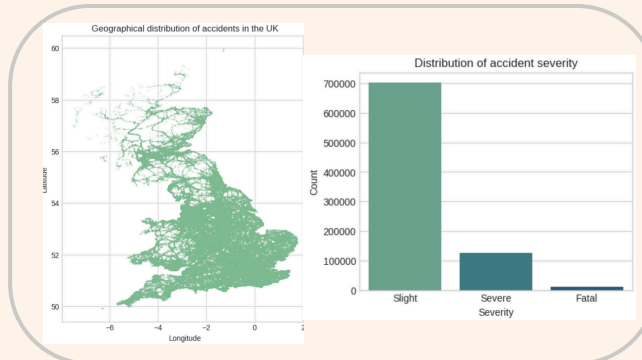 Geographical distribution of accidents in the UK
60
58
56
54
52
50
Latitude
−6
−4
−2
0
2
Longitude
Distribution of accident severity
700000
600000
500000
400000
300000
200000
100000
0
Count
Slight
Severe
Fatal
Severity